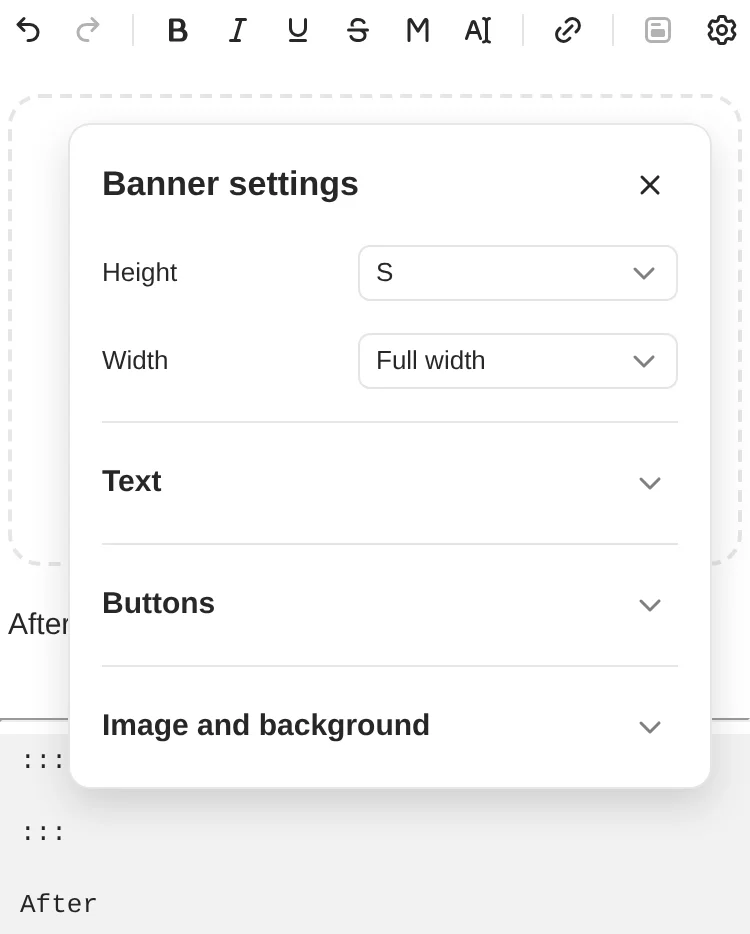 B I U S M A
Banner settings
Height S
Width Full width
Text
Buttons
After
Image and background
:::
:::
After